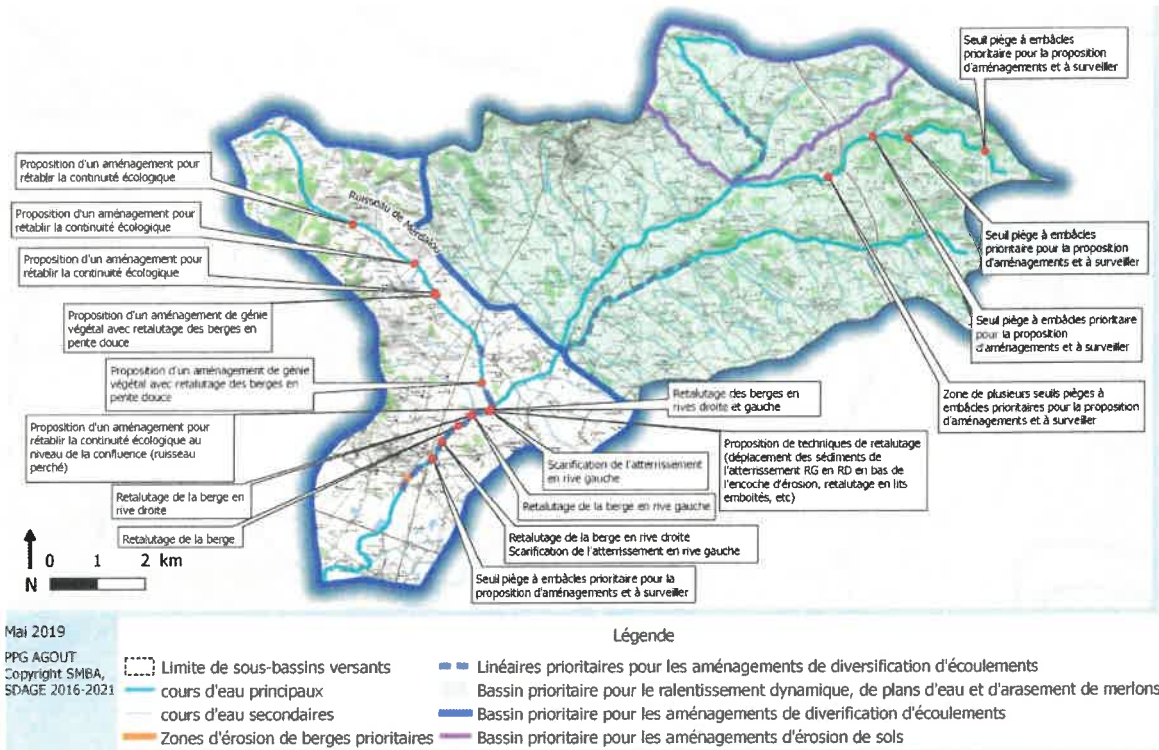 Seuil piège à embâcles
prioritaire pour la proposition
d'aménagements et à surveiller
Proposition d'un aménagement pour
rétablir la continuité écologique
Ruisseau de Merdalou
Proposition d'un aménagement pour
rétablir la continuité écologique
Seuil piège à embâcles
prioritaire pour la proposition
d'aménagements et à surveiller
Proposition d'un aménagement pour
rétablir la continuité écologique
Proposition d'un aménagement de génie
végétal avec retalutage des berges en
pente douce
Seuil piège à embâcles prioritaire
pour la proposition
d'aménagements et à surveiller
Proposition d'un aménagement de génie
végétal avec retalutage des berges en
pente douce
Retalutage des berges en
rives droite et gauche
Zone de plusieurs seuils pièges à
embâcles prioritaires pour la proposition
d'aménagements et à surveiller
Proposition d'un aménagement pour
rétablir la continuité écologique au
niveau de la confluence (ruisseau
perché)
Scarification de l'atterrissement
en rive gauche
Proposition de techniques de retalutage
(déplacement des sédiments de
l'atterrissement RG en RD en bas de
l'encoche d'érosion, retalutage en lits
emboités, etc)
Retalutage de la berge en
rive droite
Retalutage de la berge en rive gauche
Retalutage de la berge
Retalutage de la berge en rive droite
Scarification de l'atterrissement en rive gauche
Seuil piège à embâcles prioritaire pour la
proposition d'aménagements et à surveiller
0 1 2 km
N
Mai 2019
PPG AGOUT
Copyright SMBA,
SDAGE 2016-2021
Légende
Limite de sous-bassins versants
cours d'eau principaux
cours d'eau secondaires
Zones d'érosion de berges prioritaires
Linéaires prioritaires pour les aménagements de diversification d'écoulements
Bassin prioritaire pour le ralentissement dynamique, de plans d'eau et d'arasement de merlons
Bassin prioritaire pour les aménagements de diverification d'écoulements
Bassin prioritaire pour les aménagements d'érosion de sols